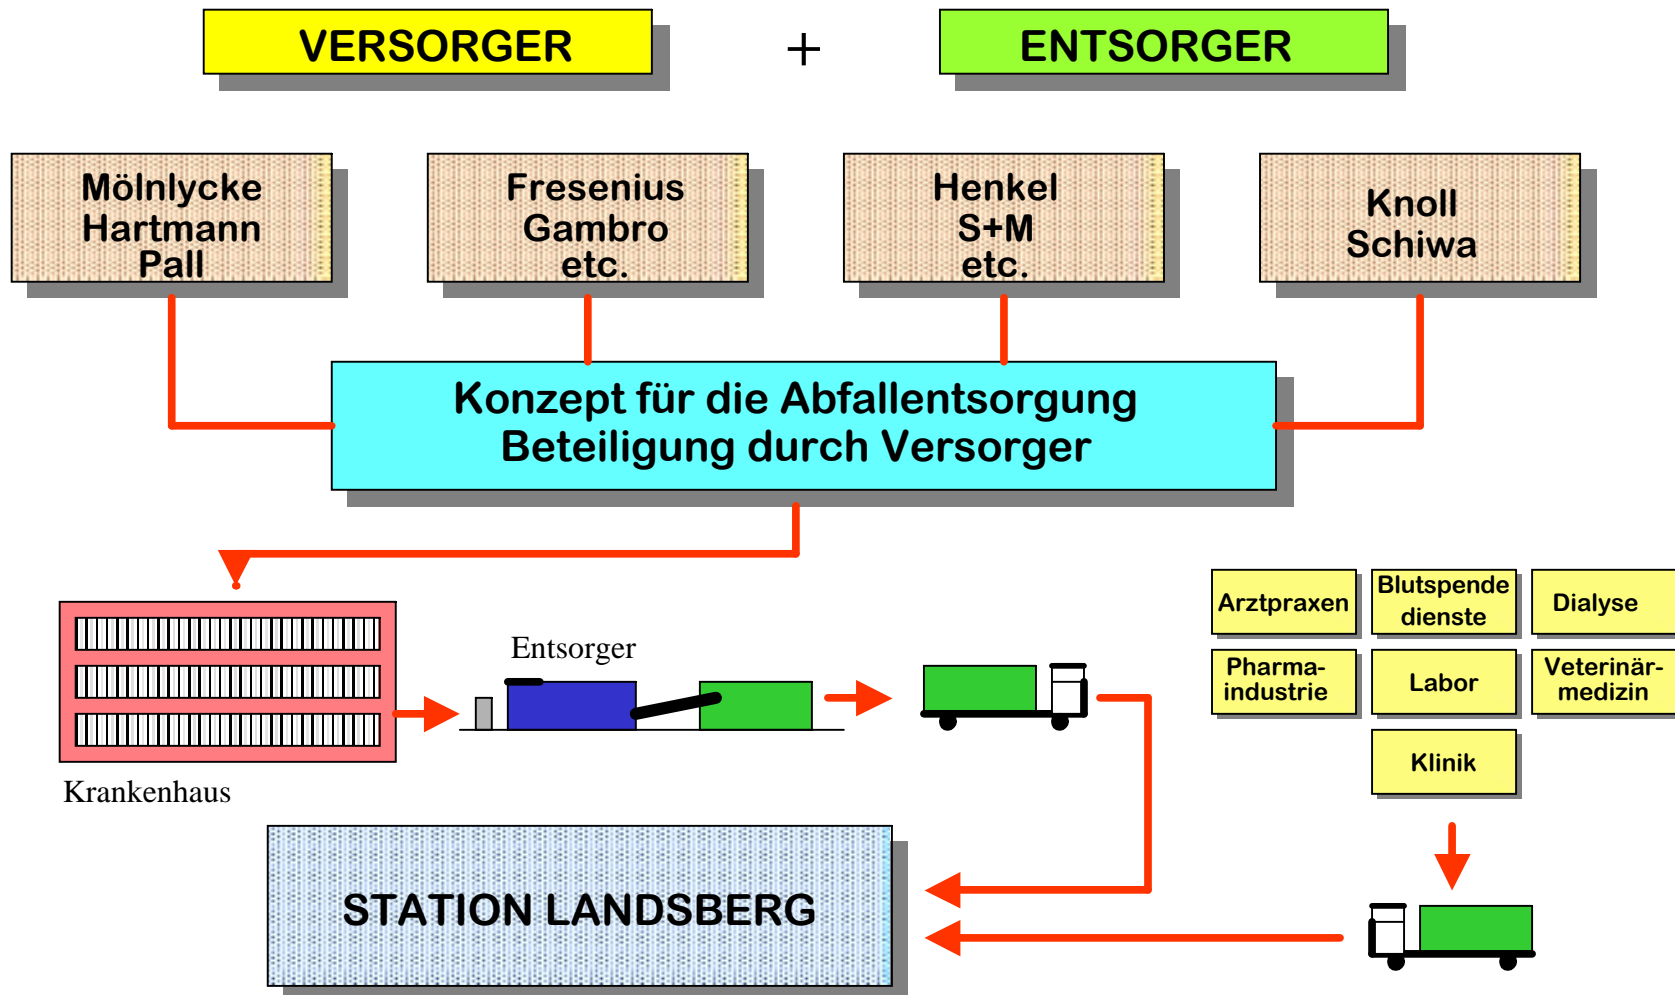 VERSORGER + ENTSORGER
Mölnlycke
Hartmann
Pall
Fresenius
Gambro
etc.
Henkel
S+M
etc.
Knoll
Schiwa
Konzept für die Abfallentsorgung
Beteiligung durch Versorger
Krankenhaus
Entsorger
Arztpraxen
Blutspende
dienste
Dialyse
Pharma-
industrie
Labor
Veterinär-
medizin
Klinik
STATION LANDSBERG